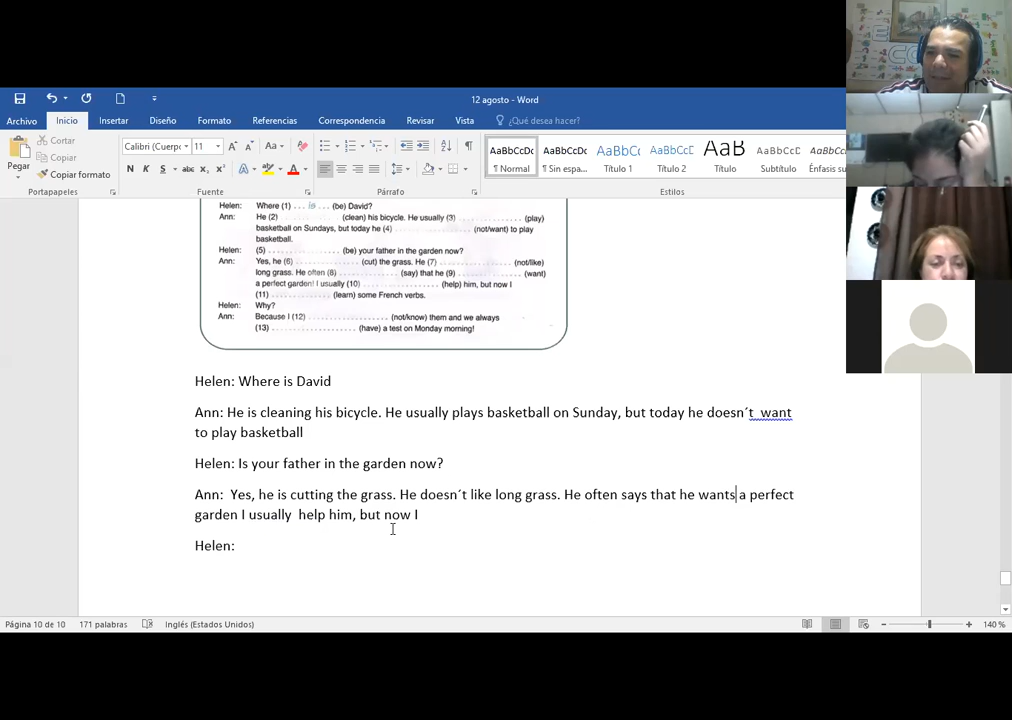 12 agosto - Word
Archivo Inicio Insertar Diseño Formato Referencias Correspondencia Revisar Vista ¿Qué desea hacer?
Pegar
Cortar
Copiar
Copiar formato
Calibri (Cuerpo 11
N K S abc x₂ x²
AaBbCcDc AaBbCcDc AaBbCc AaBbCcC AaB AaBbCcC AaBbCcDc
¶ Normal ¶ Sin espa... Título 1 Título 2 Título Subtítulo Énfasis su...
Portapapeles Fuente Párrafo Estilos
Helen: Where (1) ... is ... (be) David?
Ann: He (2) .................. (clean) his bicycle. He usually (3) .................. (play)
basketball on Sundays, but today he (4) .................. (not/want) to play
basketball.
Helen: (5) .................. (be) your father in the garden now?
Ann: Yes, he (6) .................. (cut) the grass. He (7) .................. (not/like)
long grass. He often (8) .................. (say) that he (9) .................. (want)
a perfect garden! I usually (10) .................. (help) him, but now I
(11) .................. (learn) some French verbs.
Helen: Why?
Ann: Because I (12) .................. (not/know) them and we always
(13) .................. (have) a test on Monday morning!
Helen: Where is David
Ann: He is cleaning his bicycle. He usually plays basketball on Sunday, but today he doesn´t  want
to play basketball
Helen: Is your father in the garden now?
Ann:  Yes, he is cutting the grass. He doesn´t like long grass. He often says that he wants a perfect
garden I usually  help him, but now I
Helen:
Página 10 de 10 171 palabras Inglés (Estados Unidos) 140 %